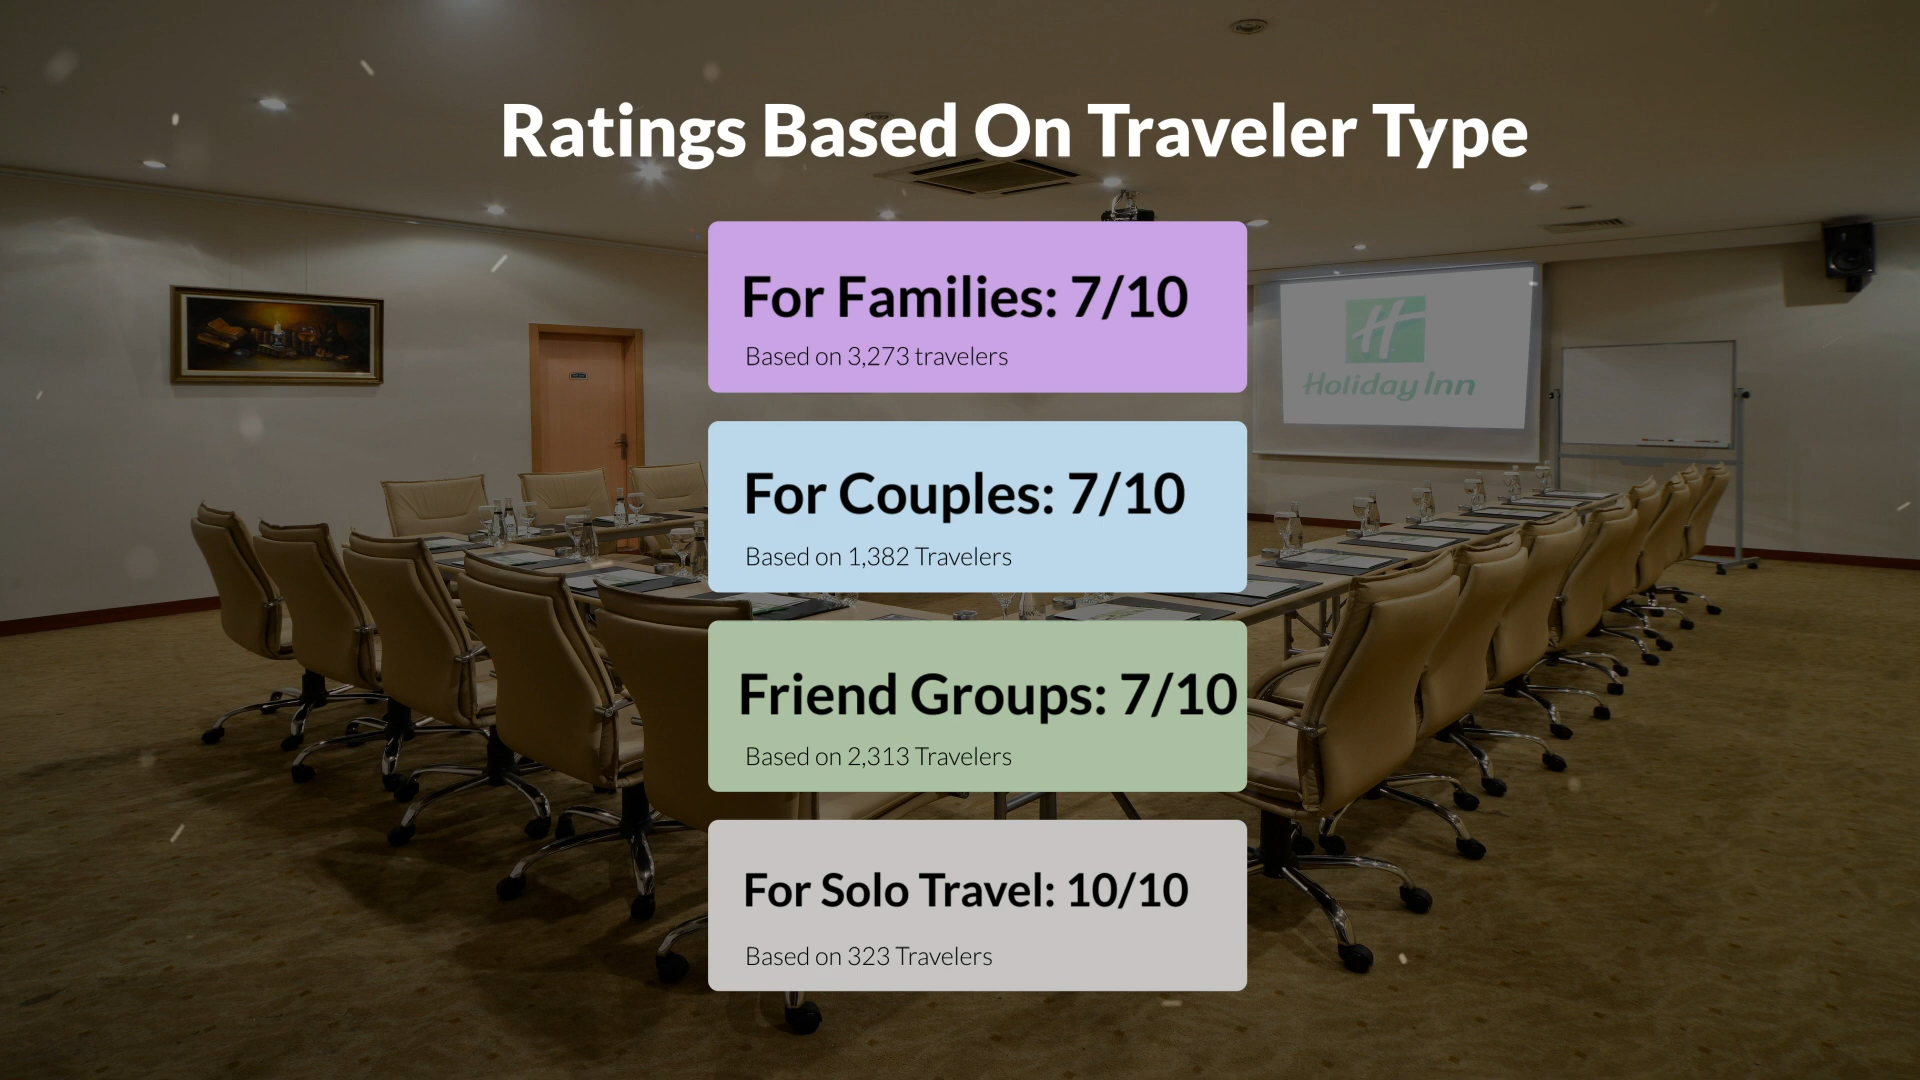 Ratings Based On Traveler Type
For Families: 7/10
Based on 3,273 travelers
Holiday Inn
For Couples: 7/10
Based on 1,382 Travelers
Friend Groups: 7/10
Based on 2,313 Travelers
For Solo Travel: 10/10
Based on 323 Travelers